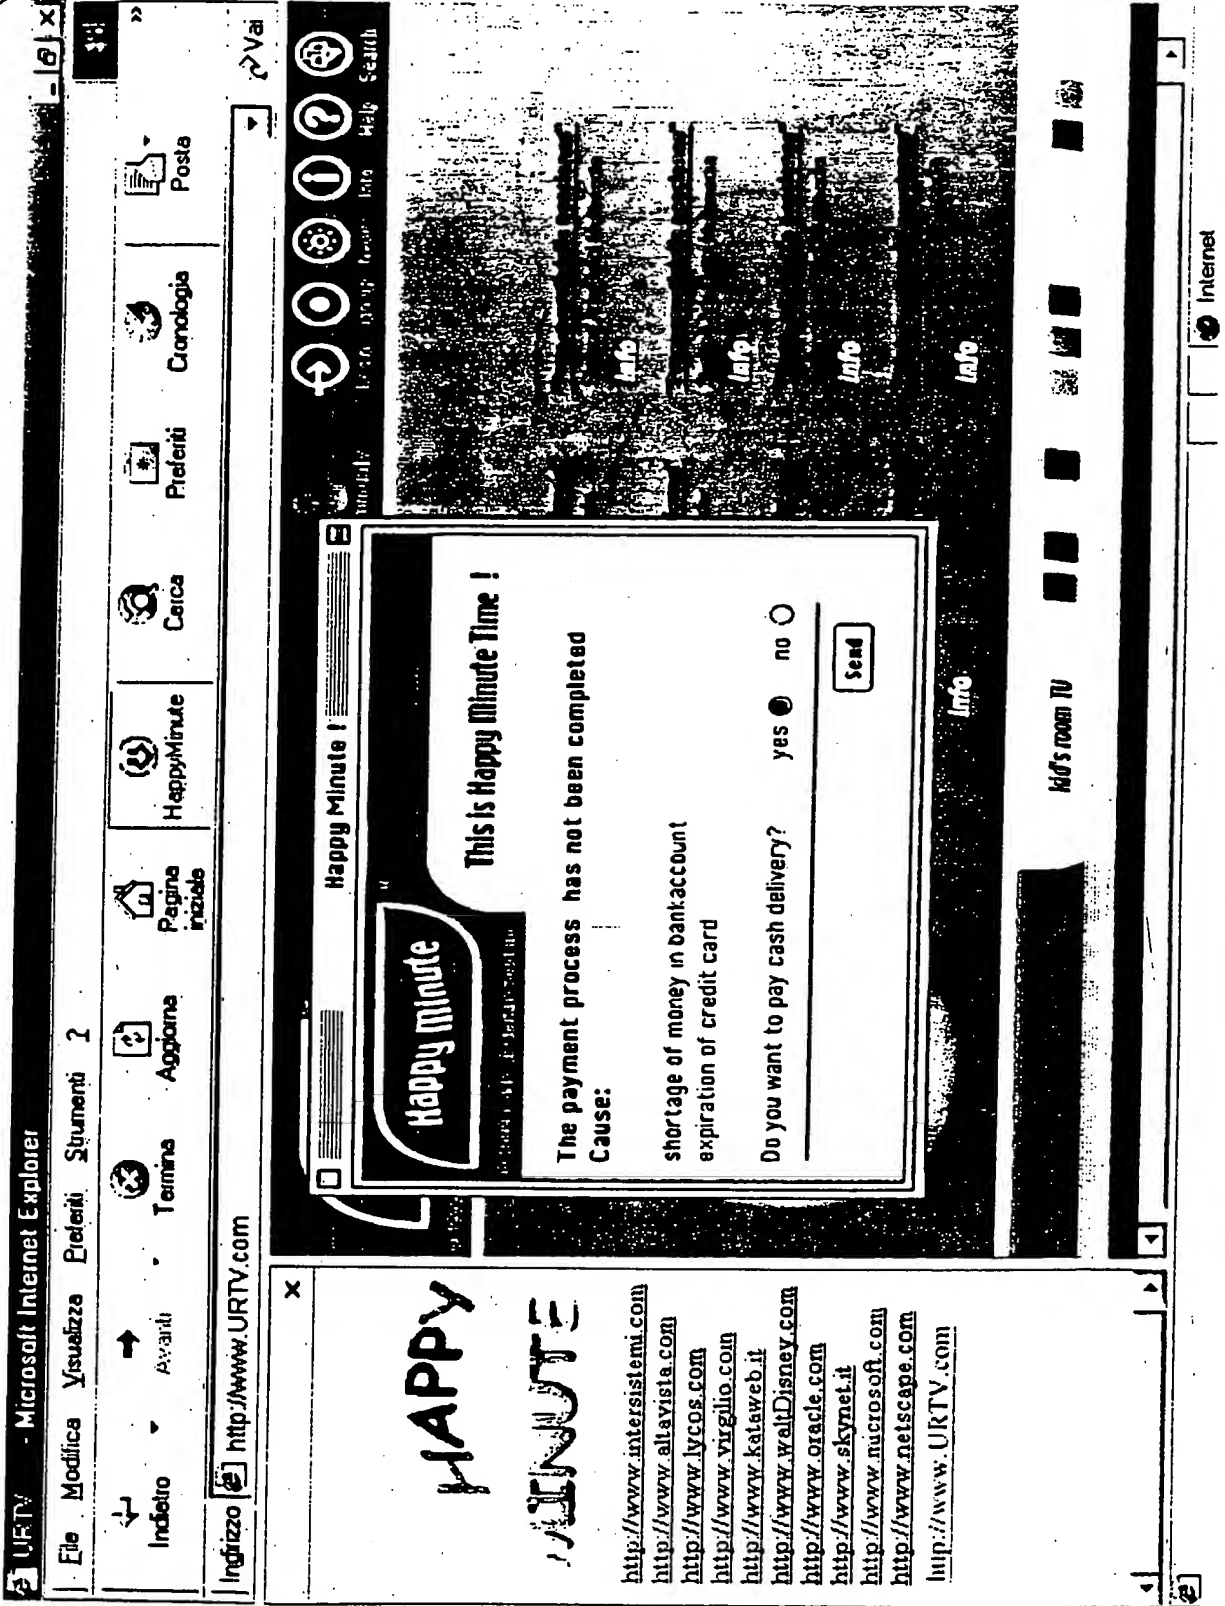 URTV - Microsoft Internet Explorer
File Modifica Visualizza Preferiti Strumenti ?
Indietro Avanti Termina Aggiorna Pagina iniziale HappyMinute Cerca Preferiti Cronologia Posta »
Indirizzo http://www.URTV.com Vai
HAPPY
MINUTE
http://www.intersistemi.com
http://www.altavista.com
http://www.lycos.com
http://www.virgilio.com
http://www.kataweb.it
http://www.waltDisney.com
http://www.oracle.com
http://www.skynet.it
http://www.microsoft.com
http://www.netscape.com
http://www.URTV.com
Help Search
Happy Minute !
Happy minute
This is Happy Minute Time !
The payment process has not been completed
Cause:
shortage of money in bankaccount
expiration of credit card
Do you want to pay cash delivery? yes no
Send
Info
Info
Info
Info
Info
kid's room TV
Internet